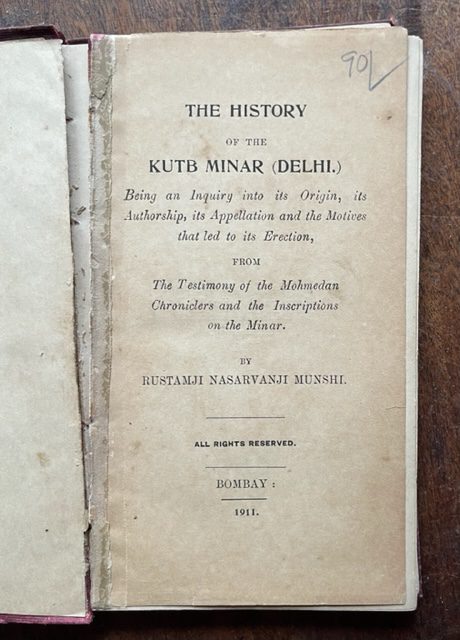 90/
THE HISTORY
OF THE
KUTB MINAR (DELHI.)
Being an Inquiry into its Origin, its
Authorship, its Appellation and the Motives
that led to its Erection,
FROM
The Testimony of the Mohmedan
Chroniclers and the Inscriptions
on the Minar.
BY
RUSTAMJI NASARVANJI MUNSHI.
ALL RIGHTS RESERVED.
BOMBAY :
1911.